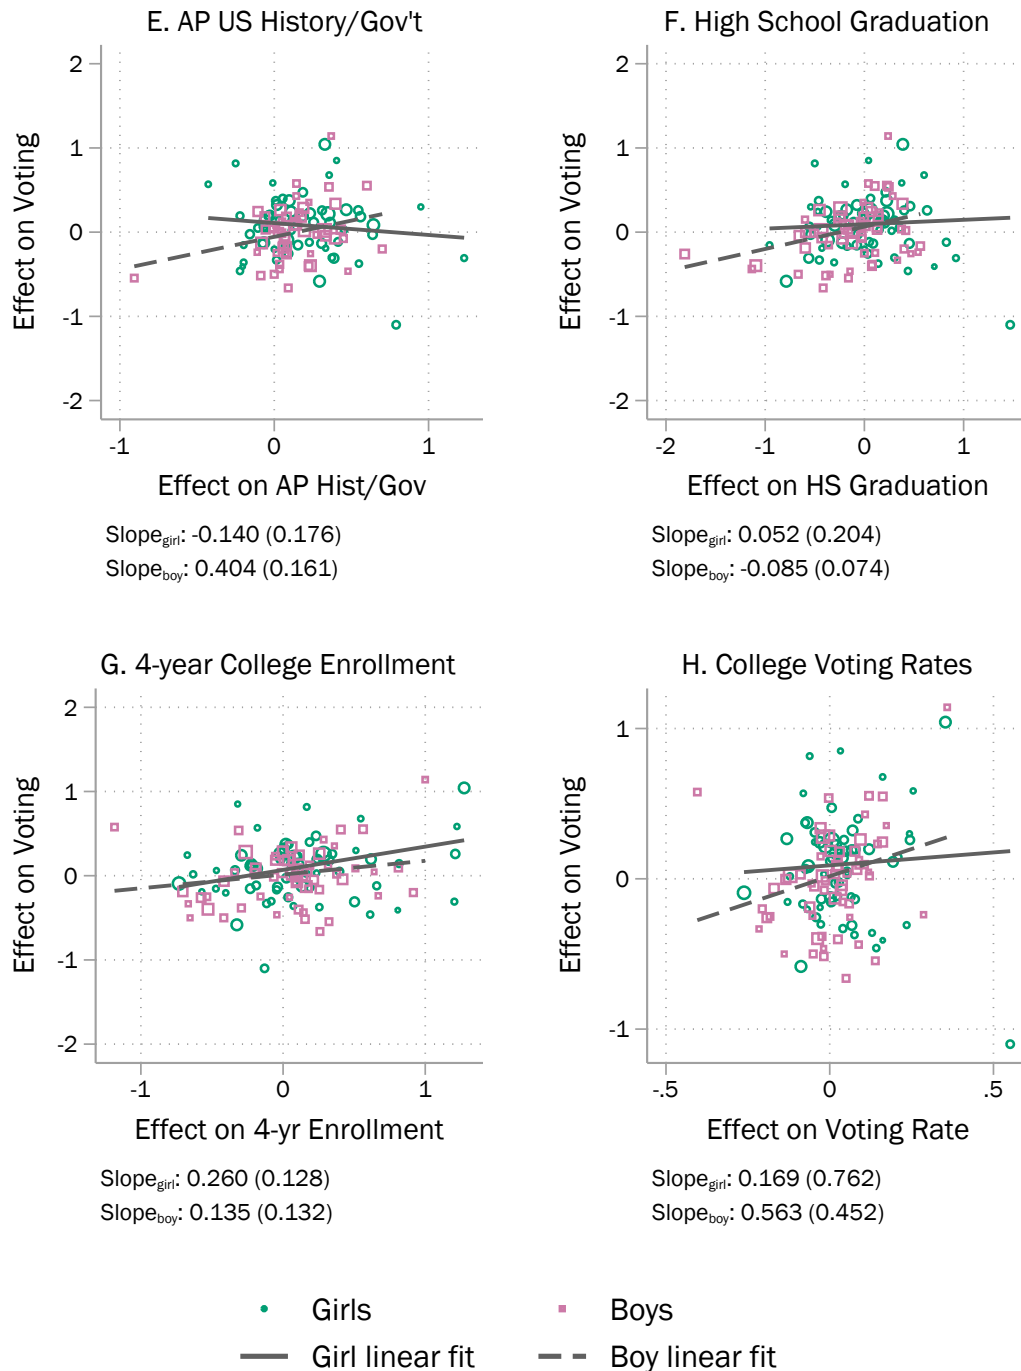 E. AP US History/Gov't
2
1
0
-1
-2
Effect on Voting
-1 0 1
Effect on AP Hist/Gov
Slopegirl: -0.140 (0.176)
Slopeboy: 0.404 (0.161)
F. High School Graduation
2
1
0
-1
-2
Effect on Voting
-2 -1 0 1
Effect on HS Graduation
Slopegirl: 0.052 (0.204)
Slopeboy: -0.085 (0.074)
G. 4-year College Enrollment
2
1
0
-1
-2
Effect on Voting
-1 0 1
Effect on 4-yr Enrollment
Slopegirl: 0.260 (0.128)
Slopeboy: 0.135 (0.132)
H. College Voting Rates
1
0
-1
Effect on Voting
-.5 0 .5
Effect on Voting Rate
Slopegirl: 0.169 (0.762)
Slopeboy: 0.563 (0.452)
Girls Boys
Girl linear fit Boy linear fit